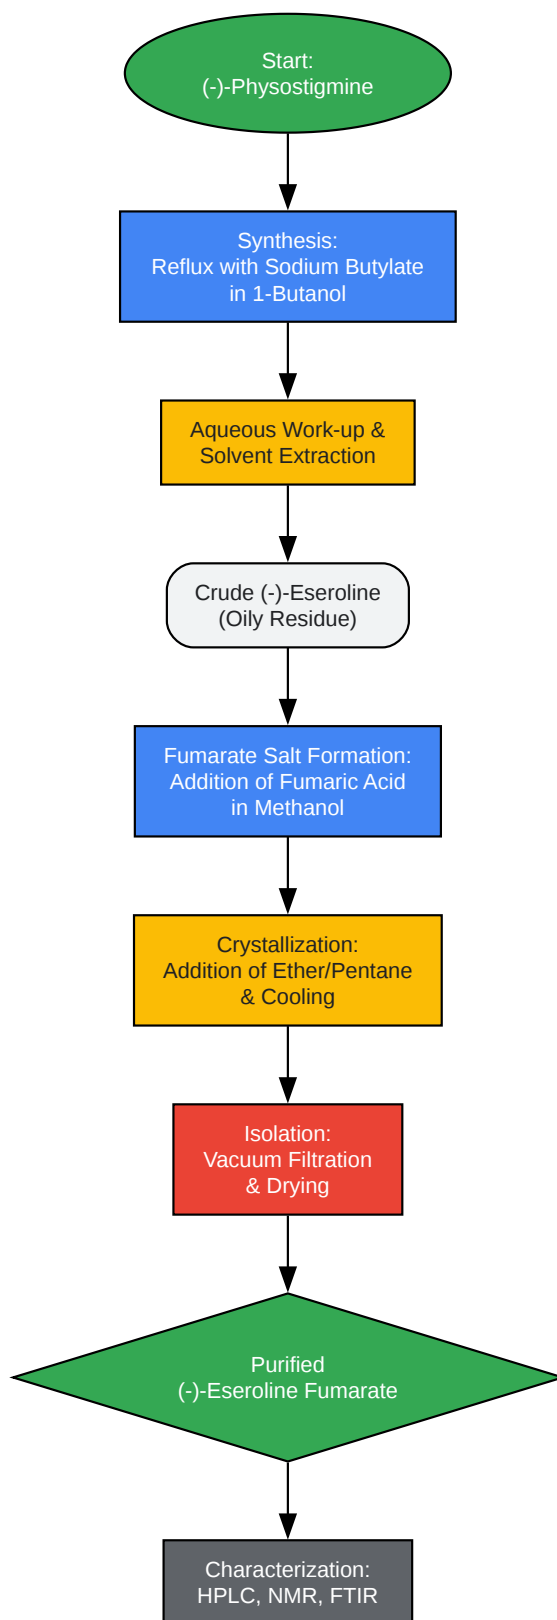 Start:
(-)-Physostigmine
Synthesis:
Reflux with Sodium Butylate
in 1-Butanol
Aqueous Work-up &
Solvent Extraction
Crude (-)-Eseroline
(Oily Residue)
Fumarate Salt Formation:
Addition of Fumaric Acid
in Methanol
Crystallization:
Addition of Ether/Pentane
& Cooling
Isolation:
Vacuum Filtration
& Drying
Purified
(-)-Eseroline Fumarate
Characterization:
HPLC, NMR, FTIR